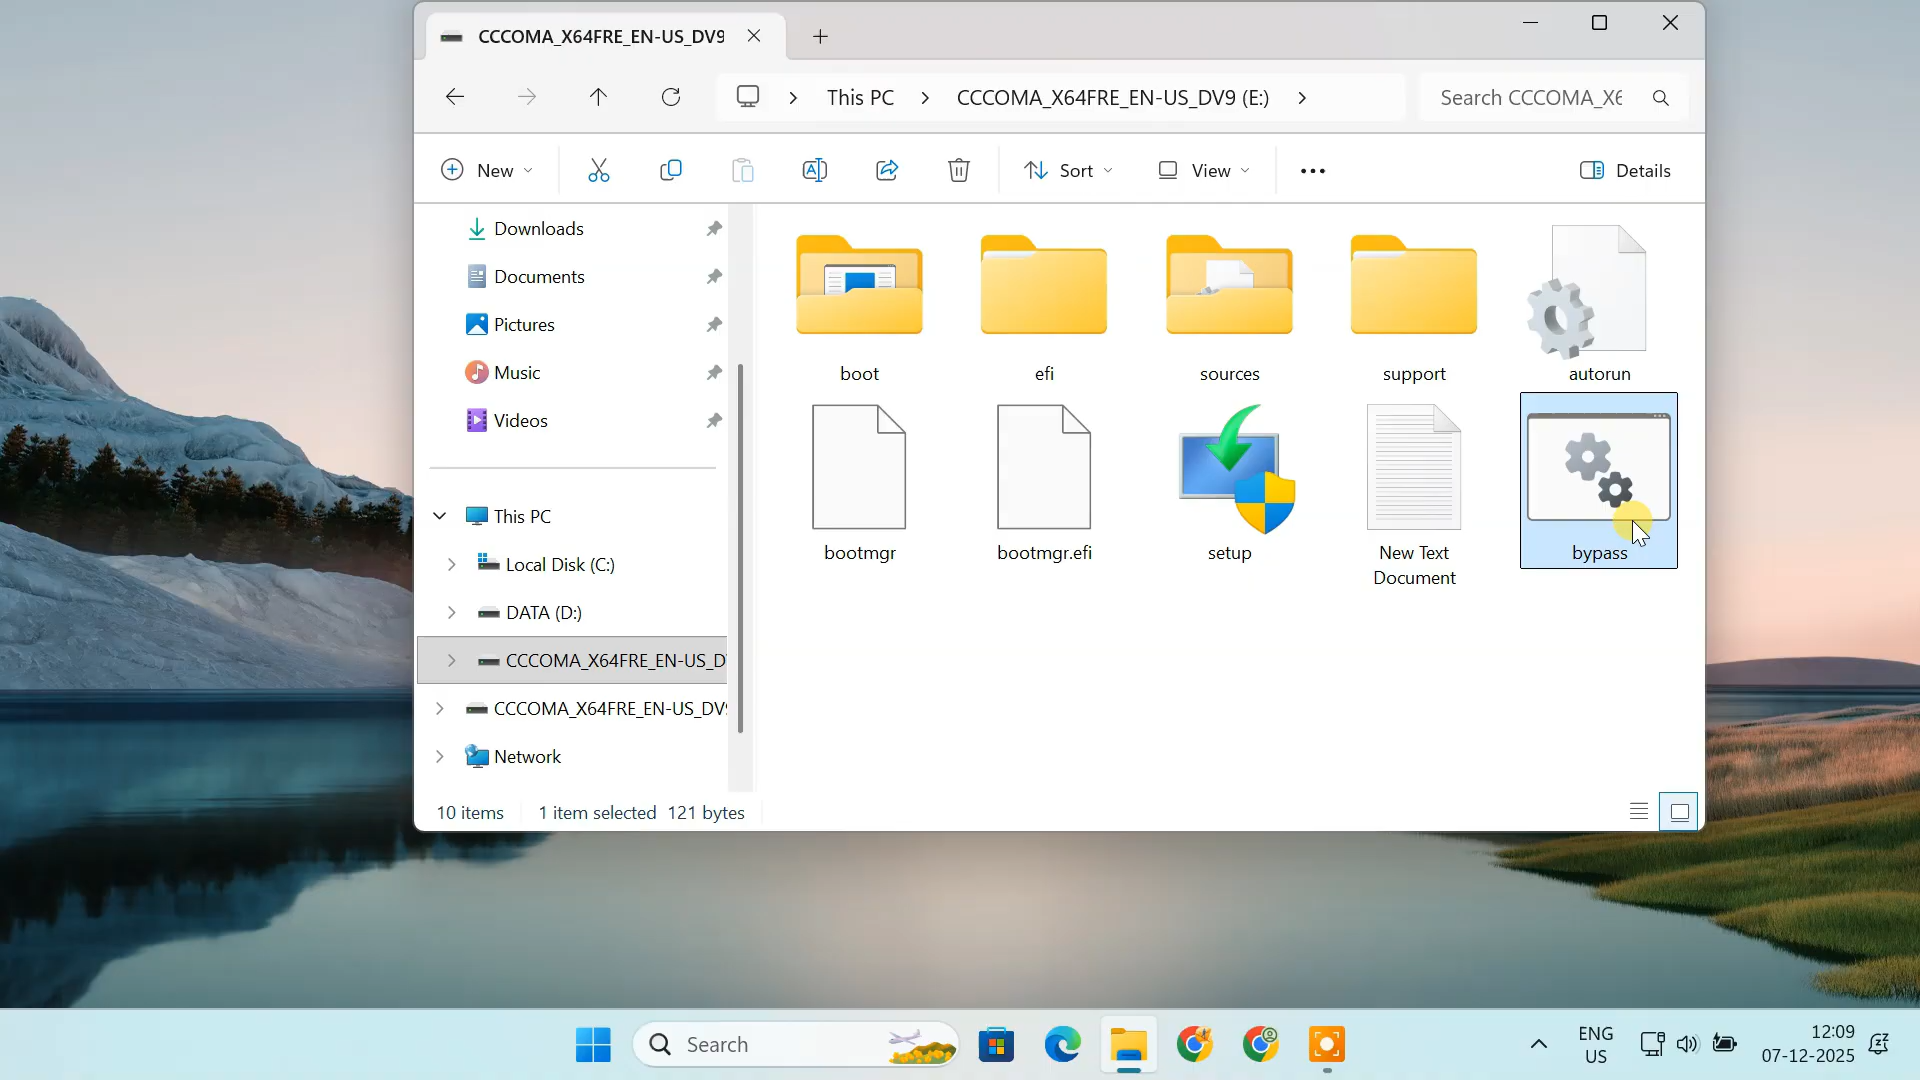 CCCOMA_X64FRE_EN-US_DV9
This PC
CCCOMA_X64FRE_EN-US_DV9 (E:)
Search CCCOMA_X6
New
Sort
View
Details
Downloads
Documents
Pictures
Music
Videos
This PC
Local Disk (C:)
DATA (D:)
CCCOMA_X64FRE_EN-US_D
CCCOMA_X64FRE_EN-US_DV
Network
boot
efi
sources
support
autorun
bootmgr
bootmgr.efi
setup
New Text
Document
bypass
10 items
1 item selected
121 bytes
Search
ENG
US
12:09
07-12-2025